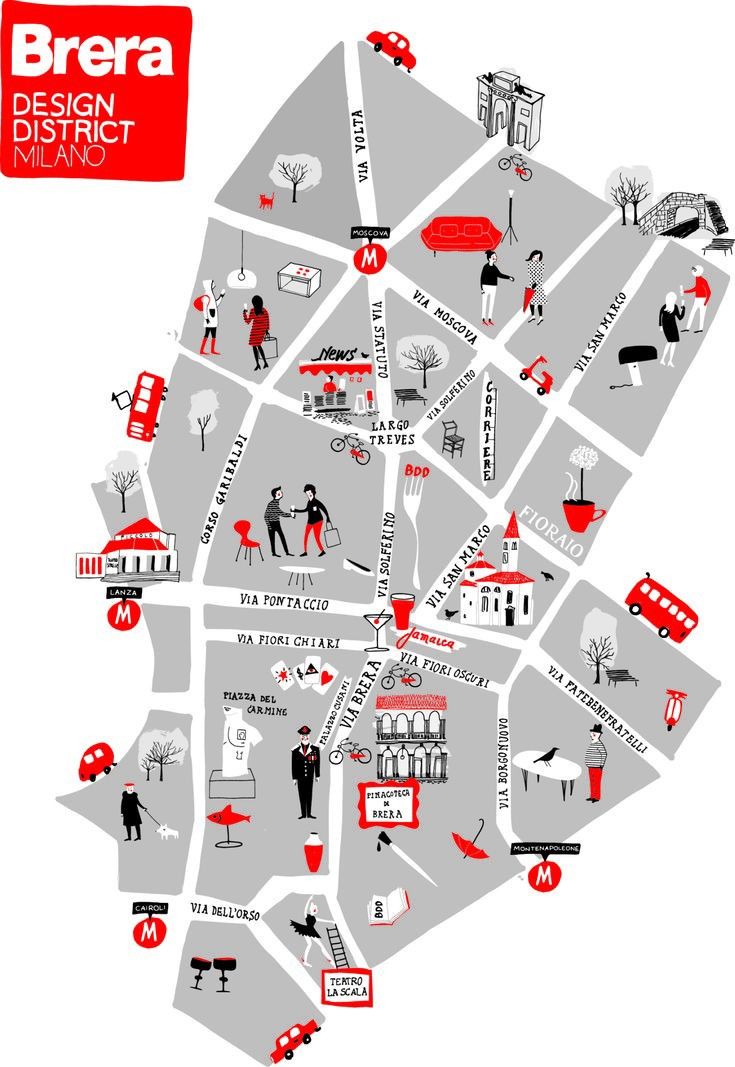 Brera
DESIGN
DISTRICT
MILANO
VIA VOLTA
MOSCOVA
M
VIA MOSCOVA
VIA STATUTO
VIA SAN MARCO
News
LARGO
TREVES
VIA SOLFERINO
CORRIERE
CORSO GARIBALDI
BDD
VIA SOLFERINO
FIORAIO
VIA SAN MARCO
PICCOLO
LANZA
M
VIA PONTACCIO
VIA FIORI CHIARI
Jamaica
VIA FIORI OSCURI
VIA FATEBENEFRATELLI
PIAZZA DEL
CARMINE
PALAZZO CUSANI
VIA BRERA
VIA BORGONUOVO
PINACOTECA
DI
BRERA
MONTENAPOLEONE
M
CAIROLI
M
VIA DELL'ORSO
BDD
TEATRO
LA SCALA